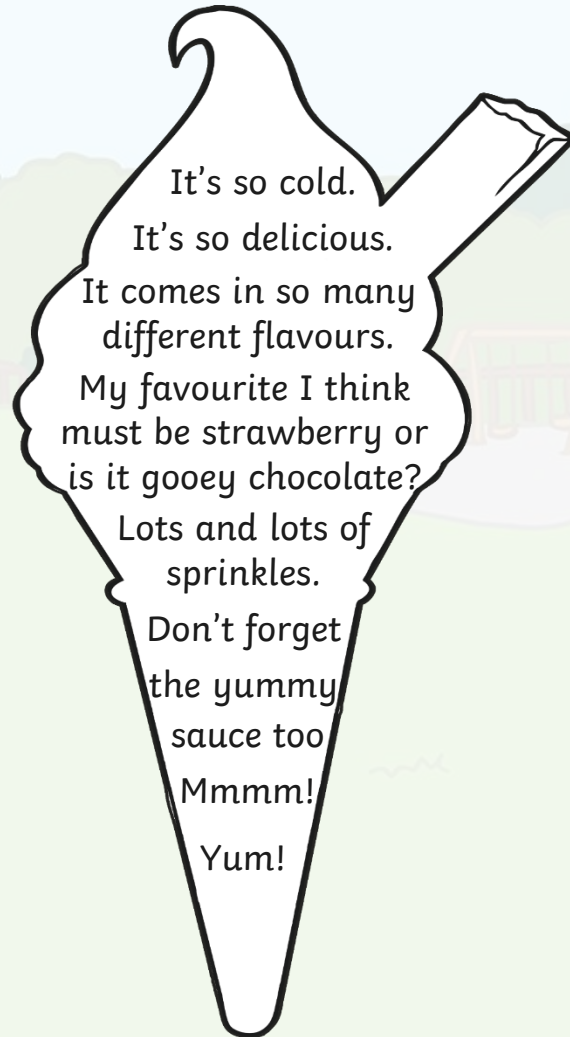 It's so cold.
It's so delicious.
It comes in so many
different flavours.
My favourite I think
must be strawberry or
is it gooey chocolate?
Lots and lots of
sprinkles.
Don't forget
the yummy
sauce too
Mmmm!
Yum!